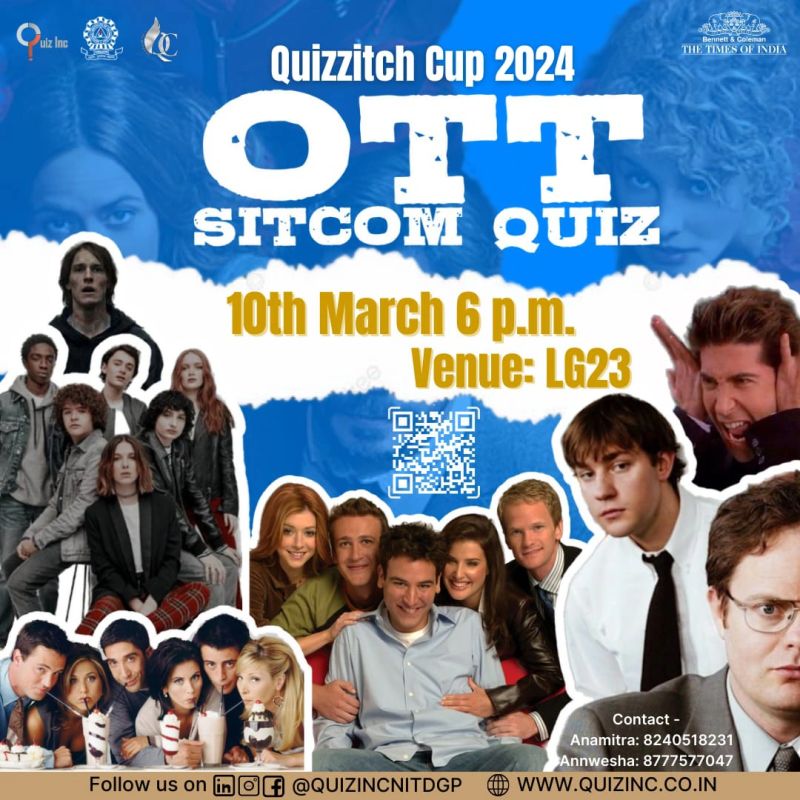 Quiz Inc
QC
Bennett & Coleman
THE TIMES OF INDIA
Quizzitch Cup 2024
OTT
SITCOM QUIZ
10th March 6 p.m.
Venue: LG23
Contact -
Anamitra: 8240518231
Annwesha: 8777577047
Follow us on @QUIZINCNITDGP WWW.QUIZINC.CO.IN